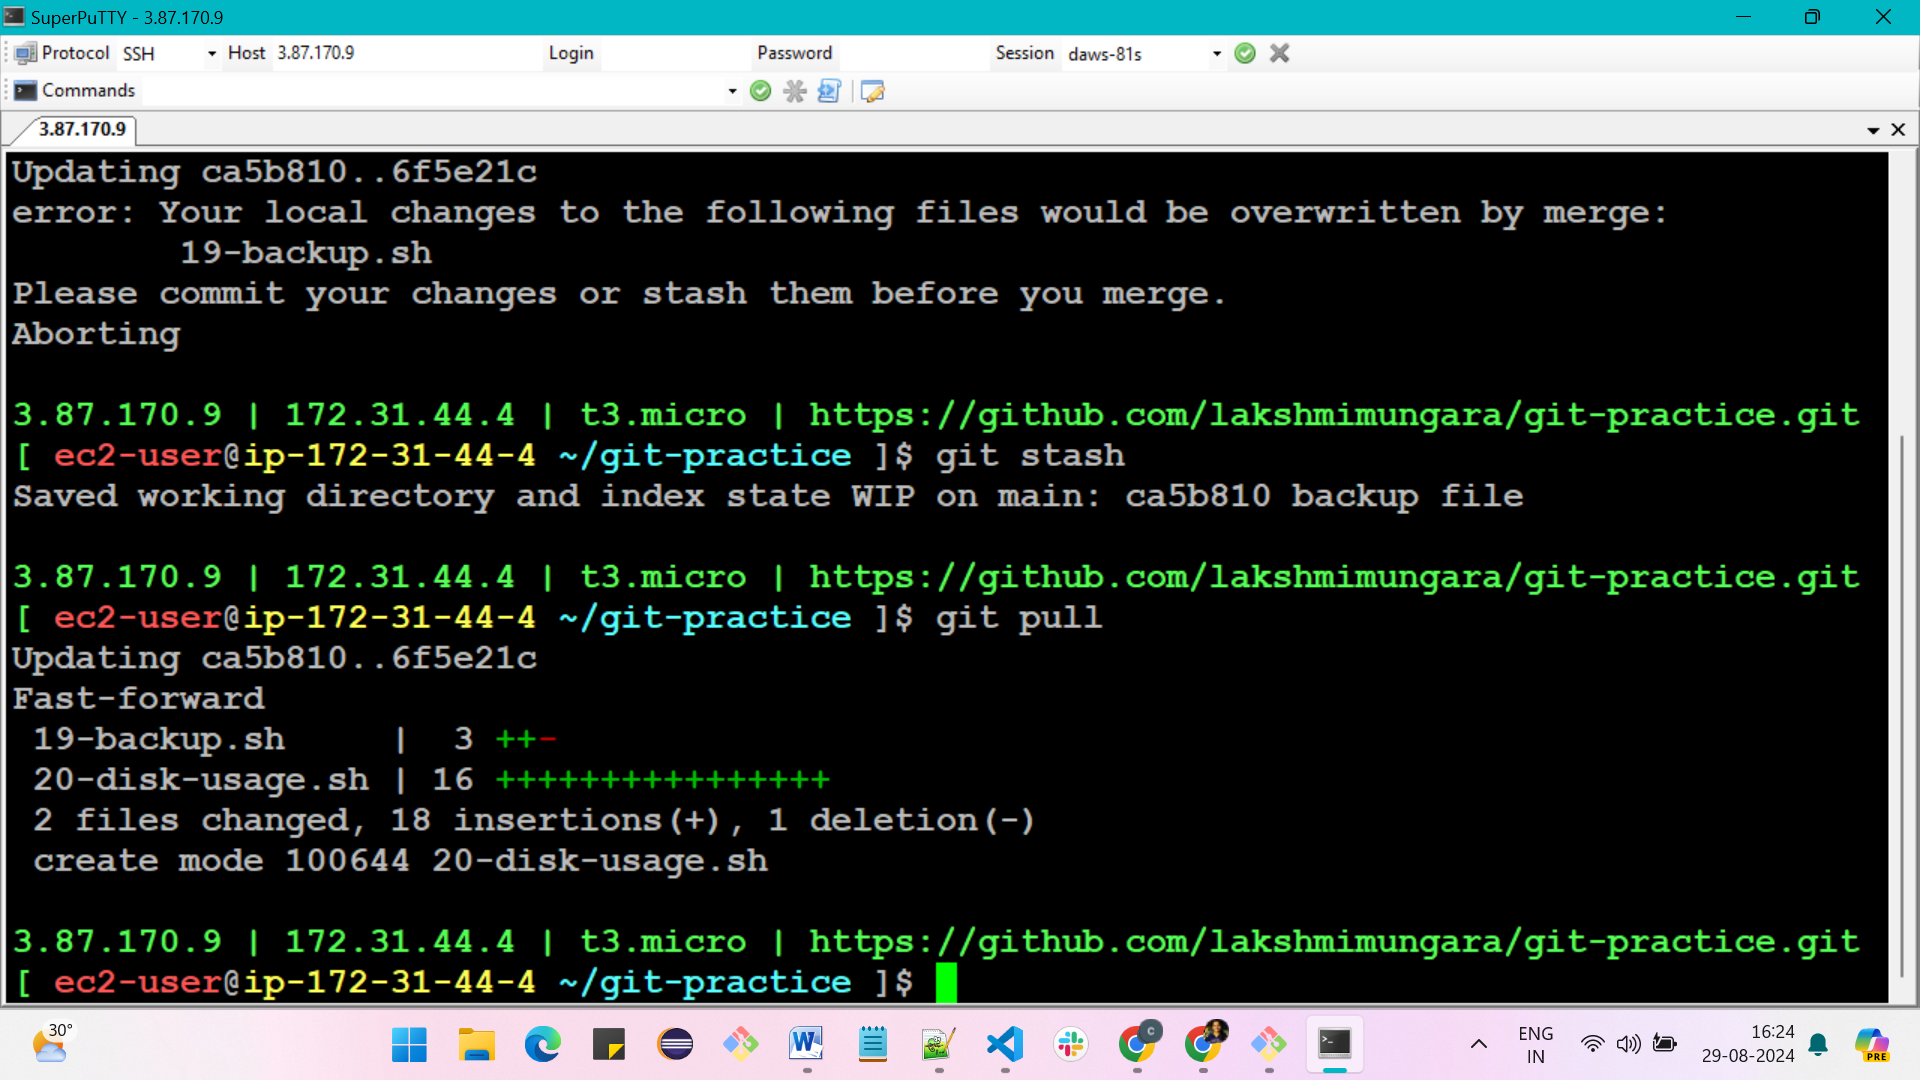 SuperPuTTY - 3.87.170.9
Protocol SSH Host 3.87.170.9 Login Password Session daws-81s
Commands
3.87.170.9
Updating ca5b810..6f5e21c
error: Your local changes to the following files would be overwritten by merge:
        19-backup.sh
Please commit your changes or stash them before you merge.
Aborting
3.87.170.9 | 172.31.44.4 | t3.micro | https://github.com/lakshmimungara/git-practice.git
[ ec2-user@ip-172-31-44-4 ~/git-practice ]$ git stash
Saved working directory and index state WIP on main: ca5b810 backup file
3.87.170.9 | 172.31.44.4 | t3.micro | https://github.com/lakshmimungara/git-practice.git
[ ec2-user@ip-172-31-44-4 ~/git-practice ]$ git pull
Updating ca5b810..6f5e21c
Fast-forward
 19-backup.sh     |  3 ++-
 20-disk-usage.sh | 16 ++++++++++++++++
 2 files changed, 18 insertions(+), 1 deletion(-)
 create mode 100644 20-disk-usage.sh
3.87.170.9 | 172.31.44.4 | t3.micro | https://github.com/lakshmimungara/git-practice.git
[ ec2-user@ip-172-31-44-4 ~/git-practice ]$
30°
C
ENG
IN
16:24
29-08-2024
PRE